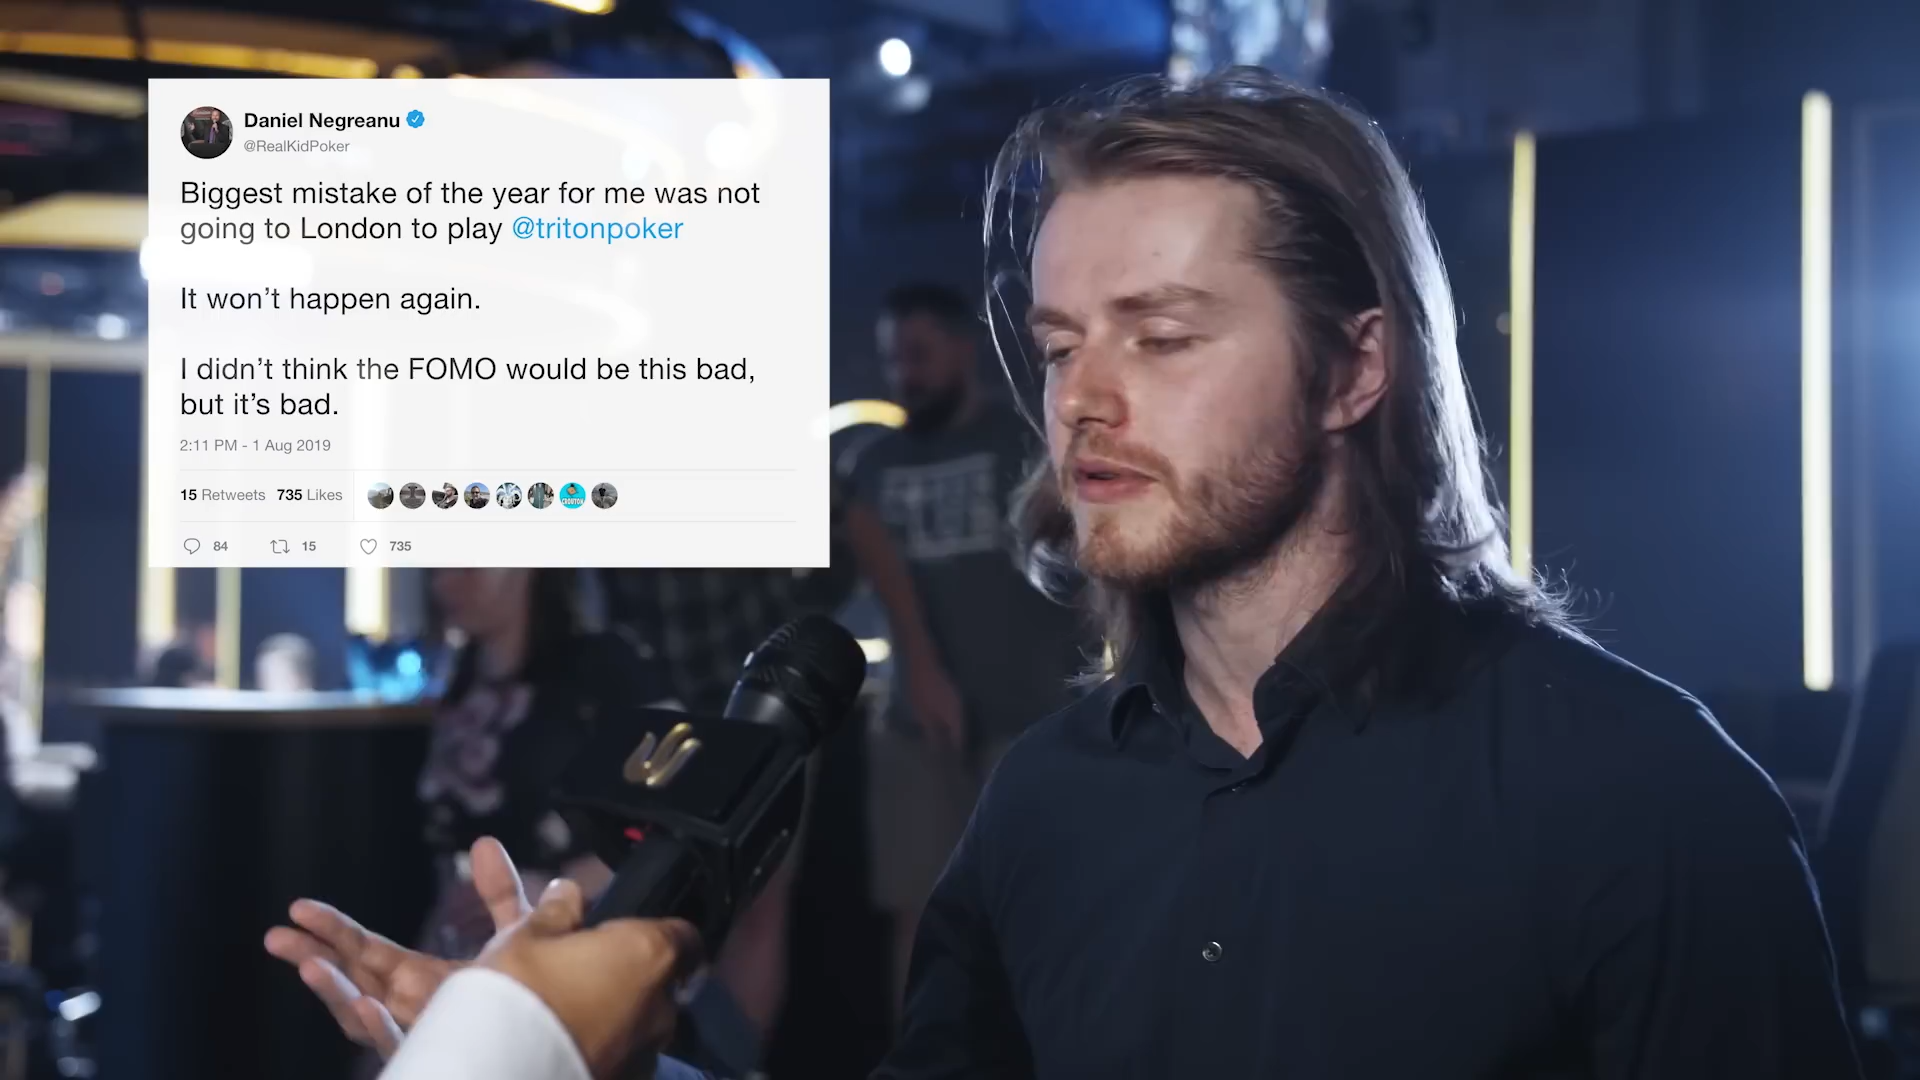 Daniel Negreanu
@RealKidPoker
Biggest mistake of the year for me was not
going to London to play @tritonpoker
It won’t happen again.
I didn’t think the FOMO would be this bad,
but it’s bad.
2:11 PM - 1 Aug 2019
15 Retweets 735 Likes
84 15 735